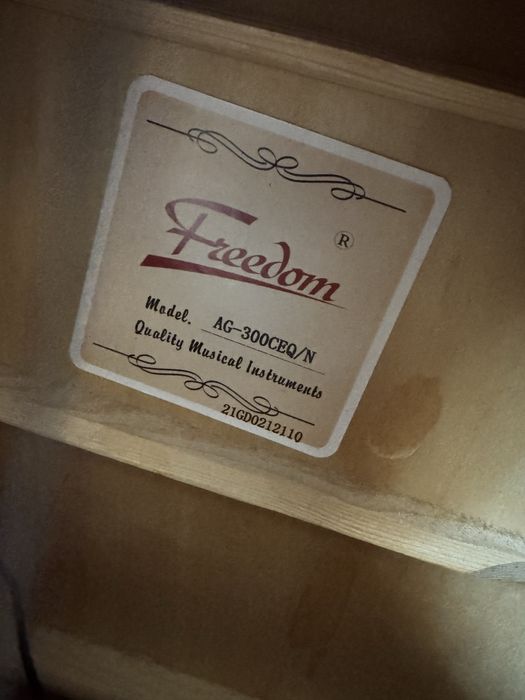 Freedom ®
Model. AG-300CEQ/N
Quality Musical Instruments
21GD0212110